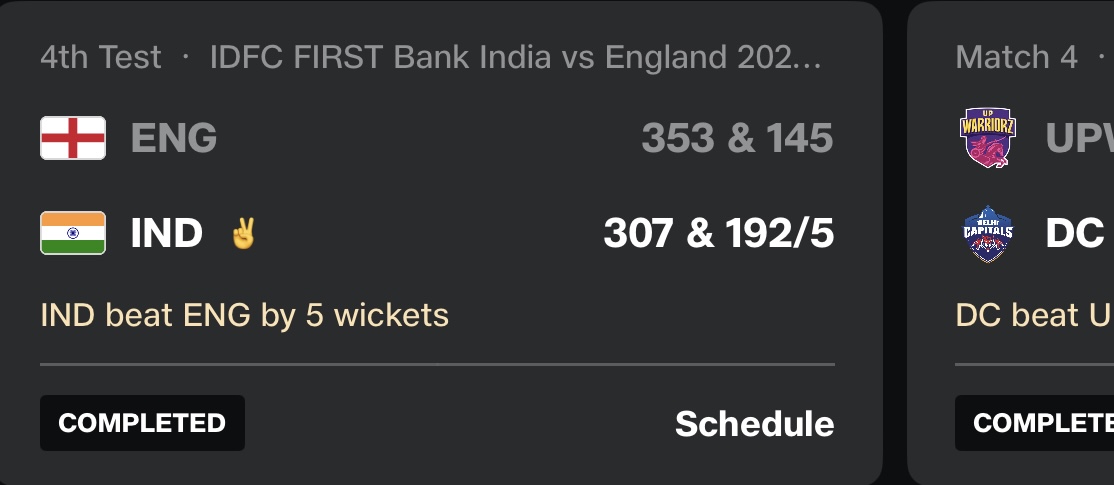 4th Test · IDFC FIRST Bank India vs England 202...
ENG 353 & 145
IND ✌️ 307 & 192/5
IND beat ENG by 5 wickets
COMPLETED Schedule
Match 4 ·
UP WARRIORZ
DELHI CAPITALS DC
DC beat U
COMPLETE